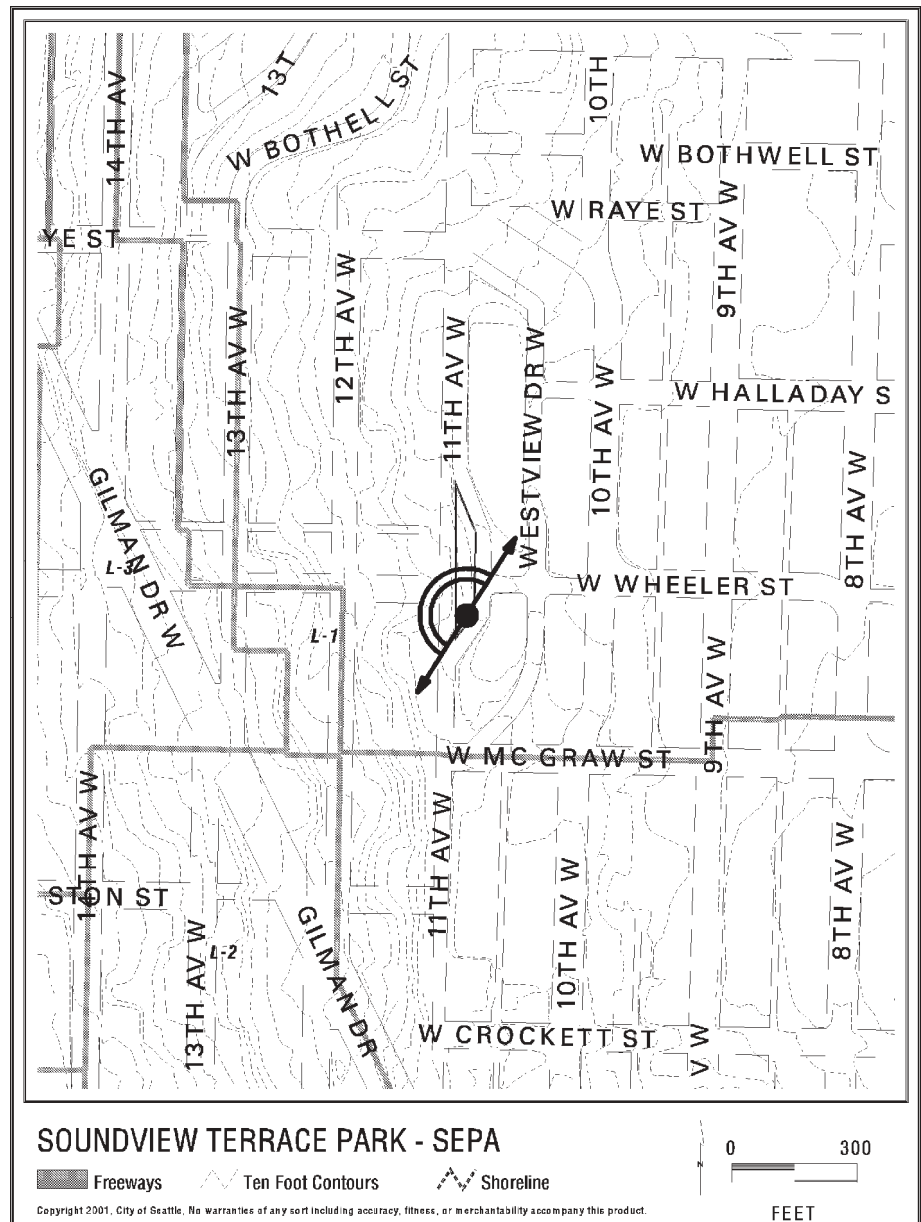 14TH AV
13T
W BOTHELL ST
10TH
W BOTHWELL ST
W RAYE ST
9TH AV W
YE ST
12TH AV W
13TH AV W
11TH AV W
WESTVIEW DR W
10TH AV W
W HALLADAY S
GILMAN DR W
L-3
8TH AV W
W WHEELER ST
L-1
9TH AV W
W MC GRAW ST
14TH AV W
11TH AV W
10TH AV W
8TH AV W
STON ST
13TH AV W
L-2
GILMAN DR
W CROCKETT ST
V W
SOUNDVIEW TERRACE PARK - SEPA
Freeways Ten Foot Contours Shoreline
N
0 300
FEET
Copyright 2001, City of Seattle, No warranties of any sort including accuracy, fitness, or merchantability accompany this product.